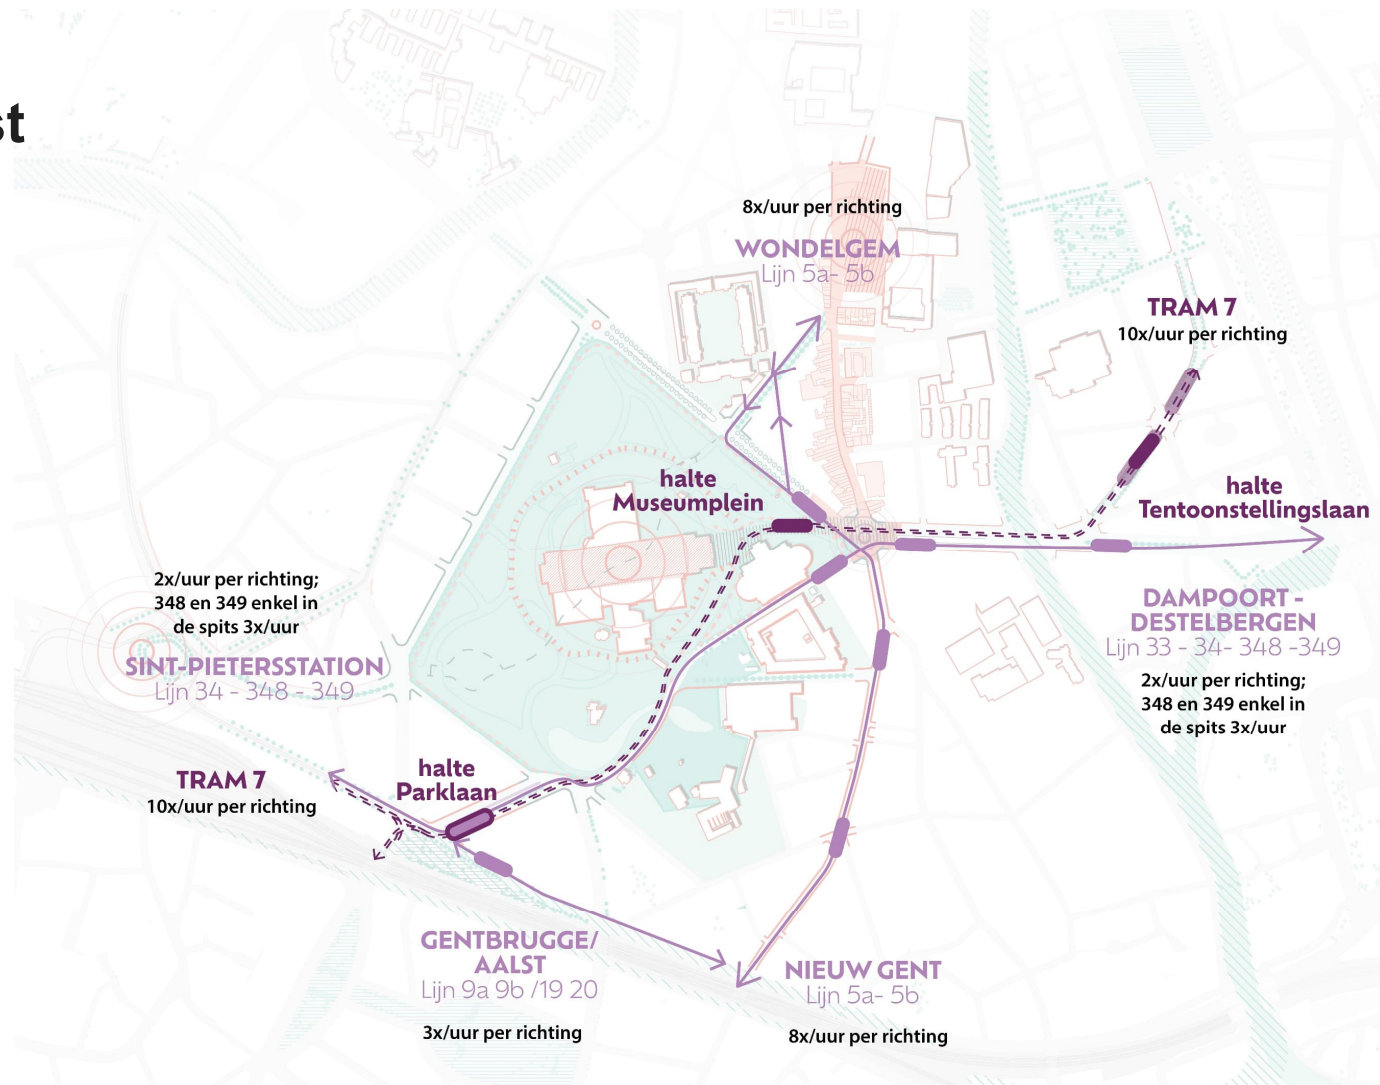 st
8x/uur per richting
WONDELGEM
Lijn 5a- 5b
TRAM 7
10x/uur per richting
halte
Museumplein
halte
Tentoonstellingslaan
2x/uur per richting;
348 en 349 enkel in
de spits 3x/uur
SINT-PIETERSSTATION
Lijn 34 - 348 - 349
DAMPOORT -
DESTELBERGEN
Lijn 33 - 34- 348 -349
2x/uur per richting;
348 en 349 enkel in
de spits 3x/uur
TRAM 7
10x/uur per richting
halte
Parklaan
GENTBRUGGE/
AALST
Lijn 9a 9b /19 20
3x/uur per richting
NIEUW GENT
Lijn 5a- 5b
8x/uur per richting